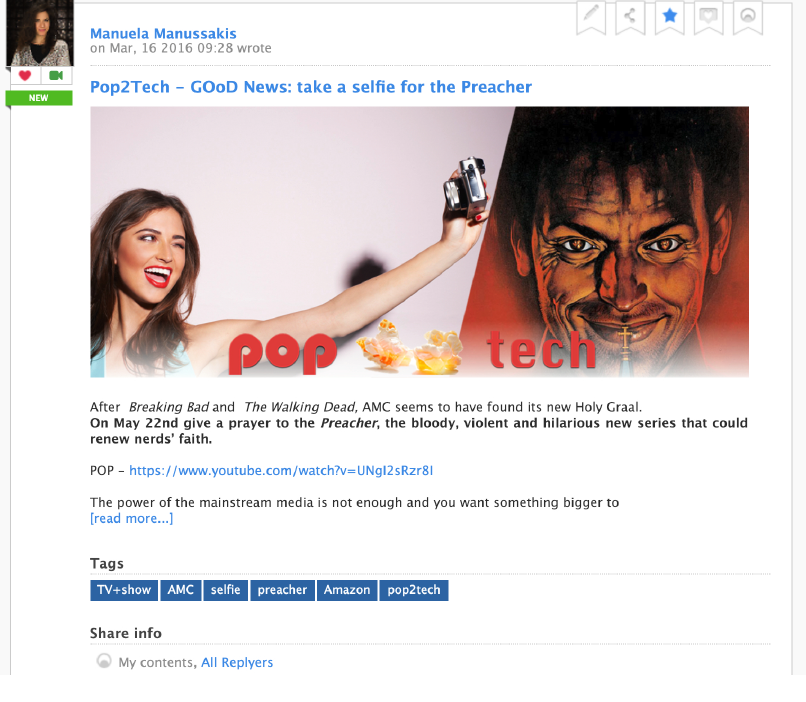 Manuela Manussakis
on Mar, 16 2016 09:28 wrote
NEW
Pop2Tech - GOoD News: take a selfie for the Preacher
pop tech
After Breaking Bad and The Walking Dead, AMC seems to have found its new Holy Graal.
On May 22nd give a prayer to the Preacher, the bloody, violent and hilarious new series that could
renew nerds' faith.
POP - https://www.youtube.com/watch?v=UNgI2sRzr8I
The power of the mainstream media is not enough and you want something bigger to
[read more...]
Tags
TV+show AMC selfie preacher Amazon pop2tech
Share info
My contents, All Replyers